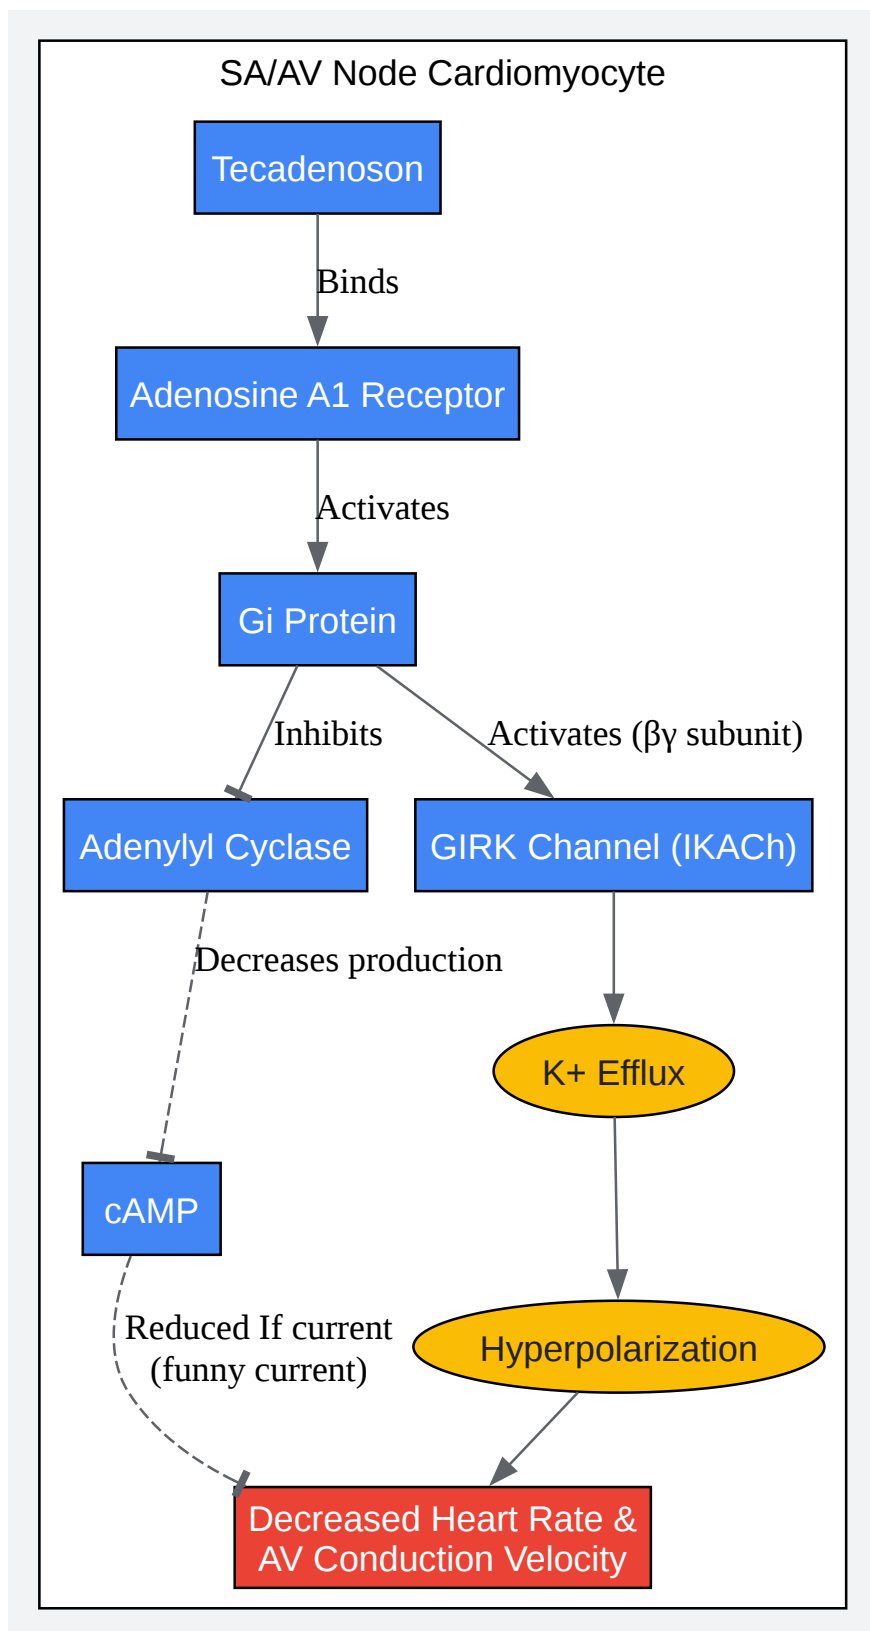 SA/AV Node Cardiomyocyte
Tecadenoson
Binds
Adenosine A1 Receptor
Activates
Gi Protein
Inhibits
Activates (βγ subunit)
Adenylyl Cyclase
GIRK Channel (IKACh)
Decreases production
K+ Efflux
cAMP
Reduced If current
(funny current)
Hyperpolarization
Decreased Heart Rate &
AV Conduction Velocity